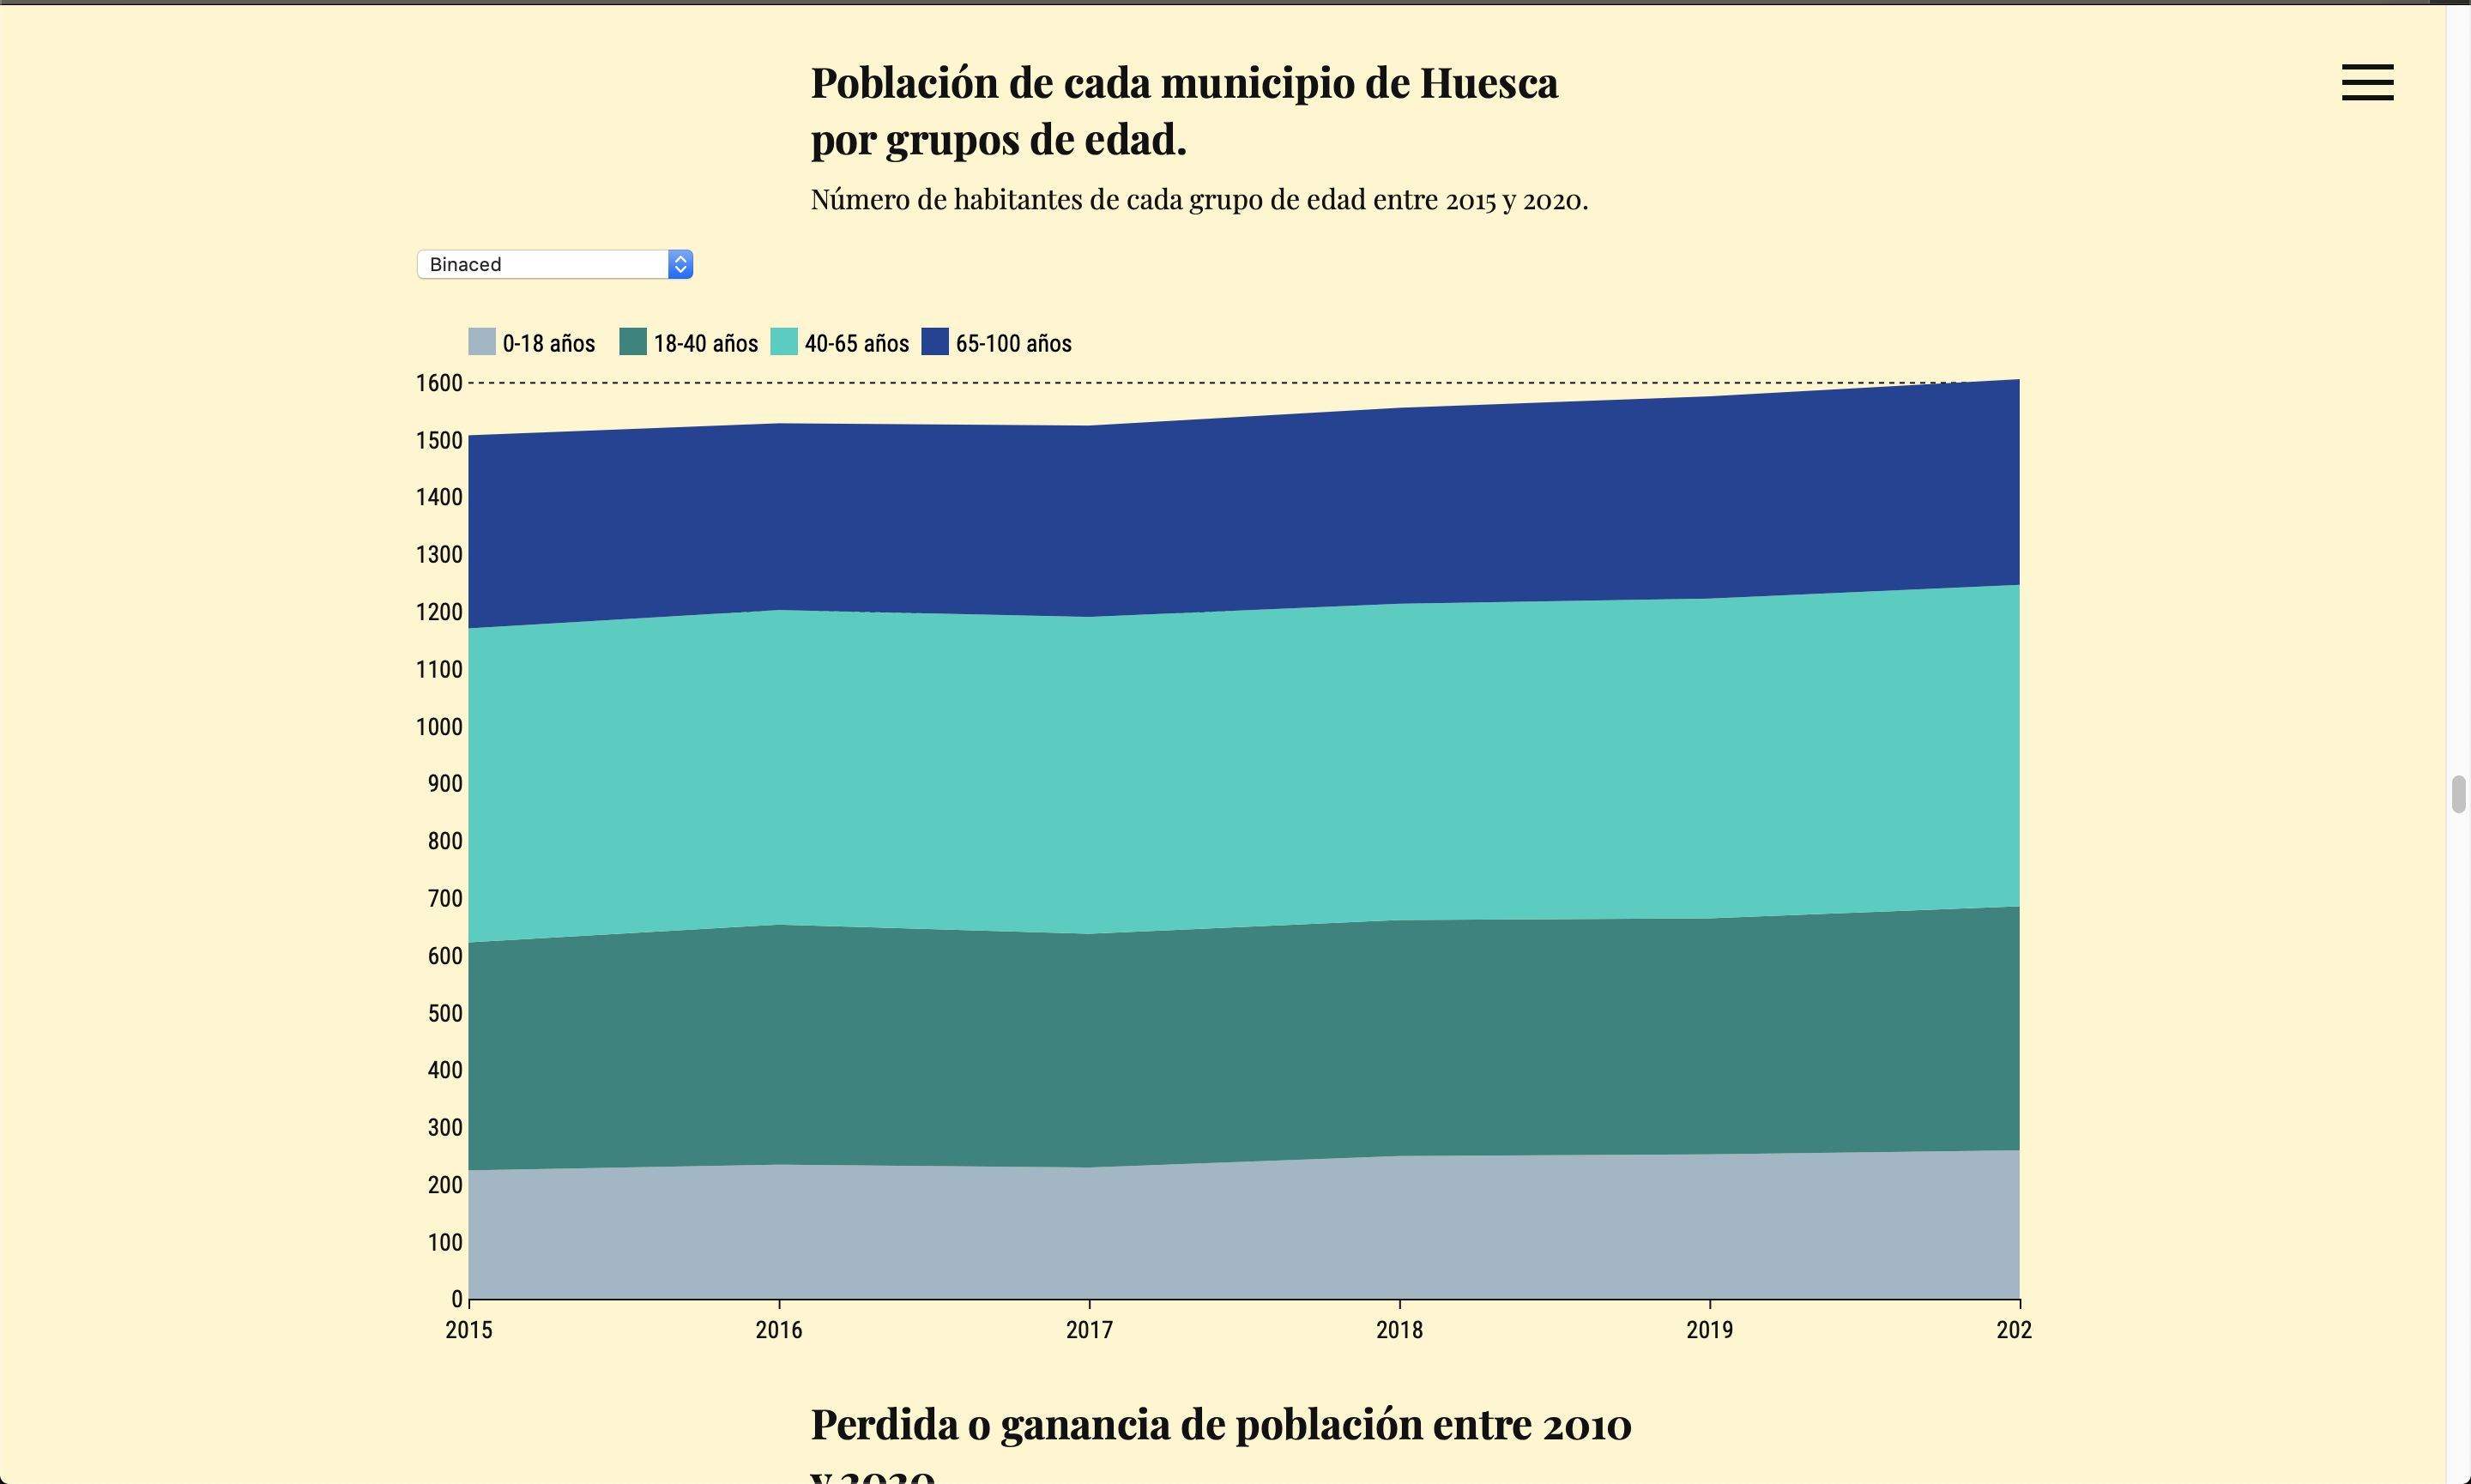 Población de cada municipio de Huesca
por grupos de edad.
Número de habitantes de cada grupo de edad entre 2015 y 2020.
Binaced
0-18 años 18-40 años 40-65 años 65-100 años
1600
1500
1400
1300
1200
1100
1000
900
800
700
600
500
400
300
200
100
0
2015 2016 2017 2018 2019 202
Perdida o ganancia de población entre 2010
y 2020